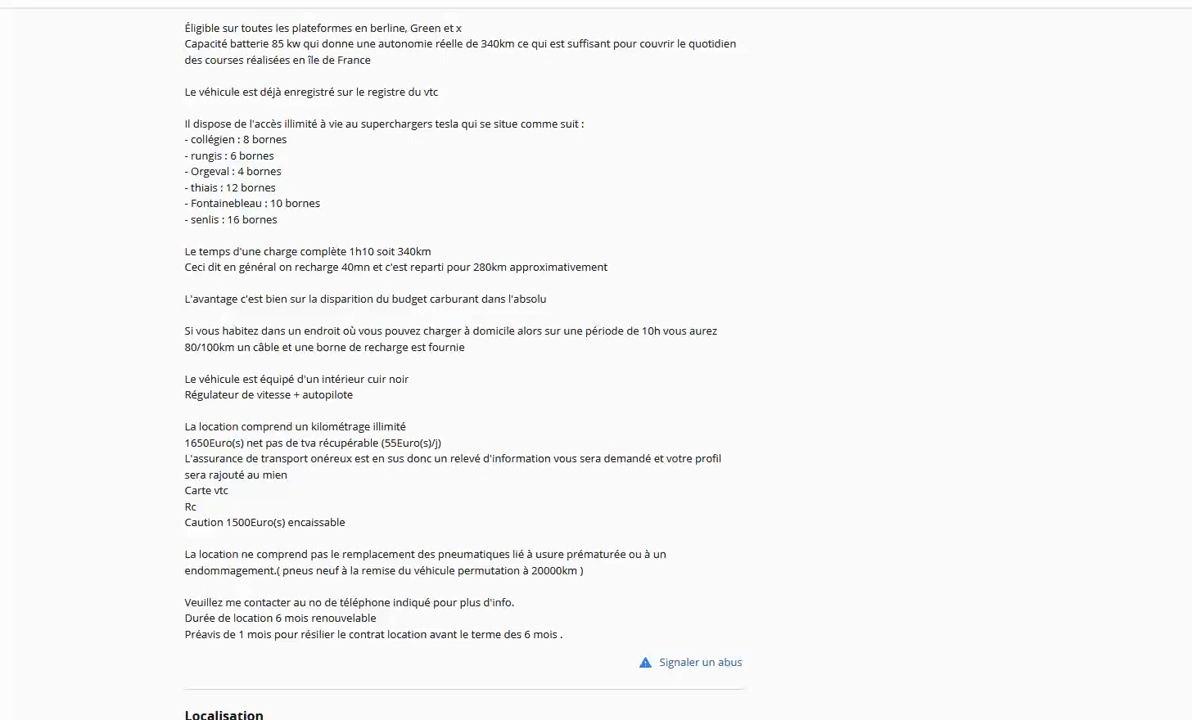 Éligible sur toutes les plateformes en berline, Green et x
Capacité batterie 85 kw qui donne une autonomie réelle de 340km ce qui est suffisant pour couvrir le quotidien
des courses réalisées en île de France
Le véhicule est déjà enregistré sur le registre du vtc
Il dispose de l'accès illimité à vie au superchargers tesla qui se situe comme suit :
- collégien : 8 bornes
- rungis : 6 bornes
- Orgeval : 4 bornes
- thiais : 12 bornes
- Fontainebleau : 10 bornes
- senlis : 16 bornes
Le temps d'une charge complète 1h10 soit 340km
Ceci dit en général on recharge 40mn et c'est reparti pour 280km approximativement
L'avantage c'est bien sur la disparition du budget carburant dans l'absolu
Si vous habitez dans un endroit où vous pouvez charger à domicile alors sur une période de 10h vous aurez
80/100km un câble et une borne de recharge est fournie
Le véhicule est équipé d'un intérieur cuir noir
Régulateur de vitesse + autopilote
La location comprend un kilométrage illimité
1650Euro(s) net pas de tva récupérable (55Euro(s)/j)
L'assurance de transport onéreux est en sus donc un relevé d'information vous sera demandé et votre profil
sera rajouté au mien
Carte vtc
Rc
Caution 1500Euro(s) encaissable
La location ne comprend pas le remplacement des pneumatiques lié à usure prématurée ou à un
endommagement.( pneus neuf à la remise du véhicule permutation à 20000km )
Veuillez me contacter au no de téléphone indiqué pour plus d'info.
Durée de location 6 mois renouvelable
Préavis de 1 mois pour résilier le contrat location avant le terme des 6 mois .
Signaler un abus
Localisation